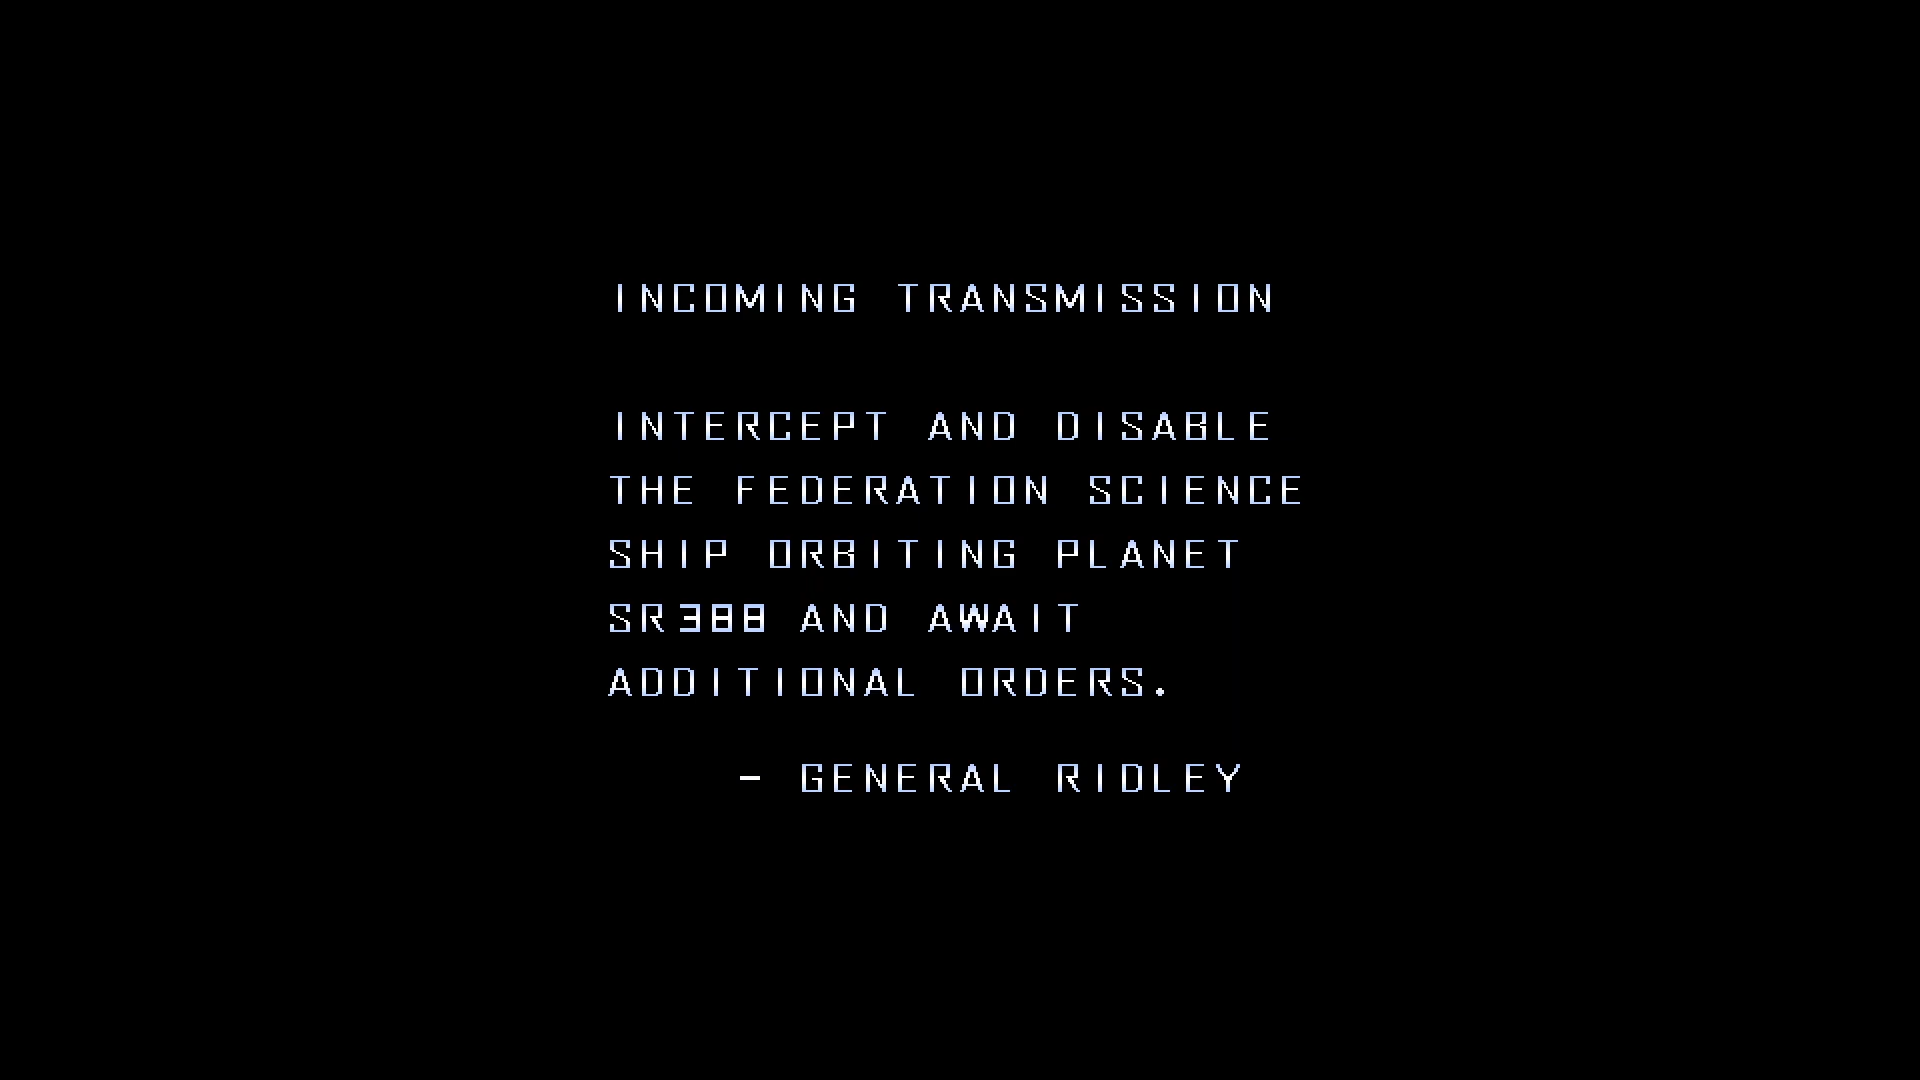 INCOMING TRANSMISSION
INTERCEPT AND DISABLE
THE FEDERATION SCIENCE
SHIP ORBITING PLANET
SR388 AND AWAIT
ADDITIONAL ORDERS.
- GENERAL RIDLEY